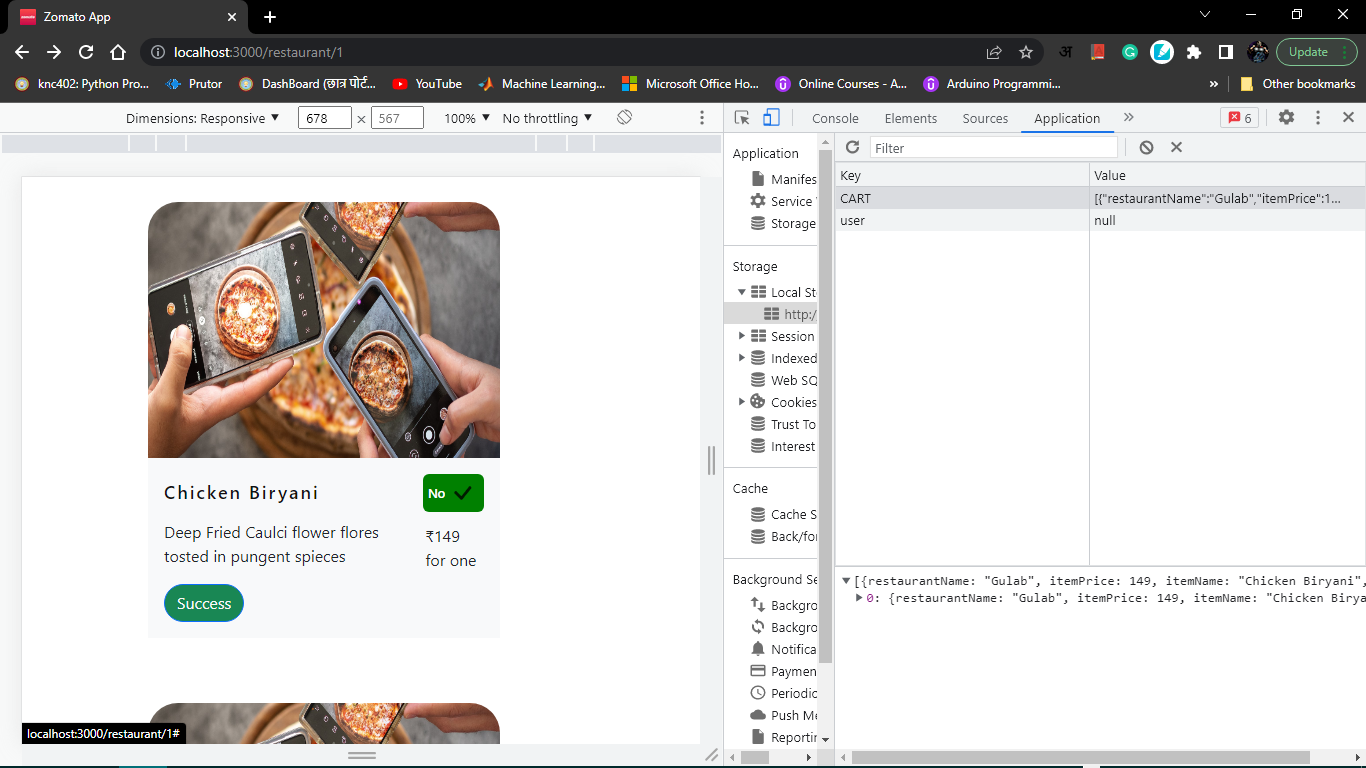 Zomato App
localhost:3000/restaurant/1
Update
knc402: Python Pro...
Prutor
DashBoard (छात्र पोर्ट...
YouTube
Machine Learning...
Microsoft Office Ho...
Online Courses - A...
Arduino Programmi...
»
Other bookmarks
Dimensions: Responsive
678
×
567
100%
No throttling
Console
Elements
Sources
Application
»
6
Application
Manifes
Service
Storage
Storage
Local St
http:/
Session
Indexed
Web SQ
Cookies
Trust To
Interest
Cache
Cache S
Back/for
Background Se
Backgro
Backgro
Notifica
Paymen
Periodic
Push Me
Reportin
Filter
Key
Value
CART
[{"restaurantName":"Gulab","itemPrice":1...
user
null
[{restaurantName: "Gulab", itemPrice: 149, itemName: "Chicken Biryani",
0: {restaurantName: "Gulab", itemPrice: 149, itemName: "Chicken Birya
Chicken Biryani
No
Deep Fried Caulci flower flores
tosted in pungent spieces
₹149
for one
Success
localhost:3000/restaurant/1#